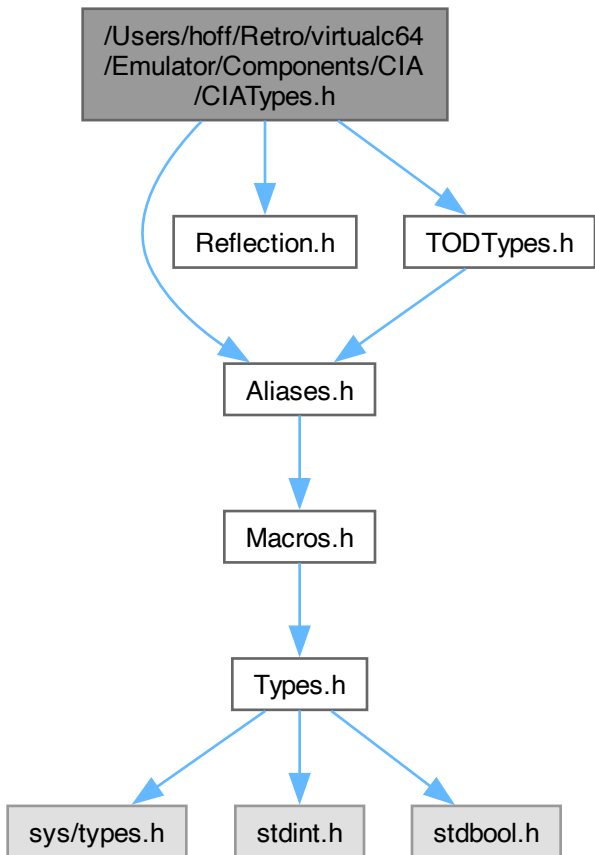 /Users/hoff/Retro/virtualc64
/Emulator/Components/CIA
/CIATypes.h
Reflection.h
TODTypes.h
Aliases.h
Macros.h
Types.h
sys/types.h
stdint.h
stdbool.h